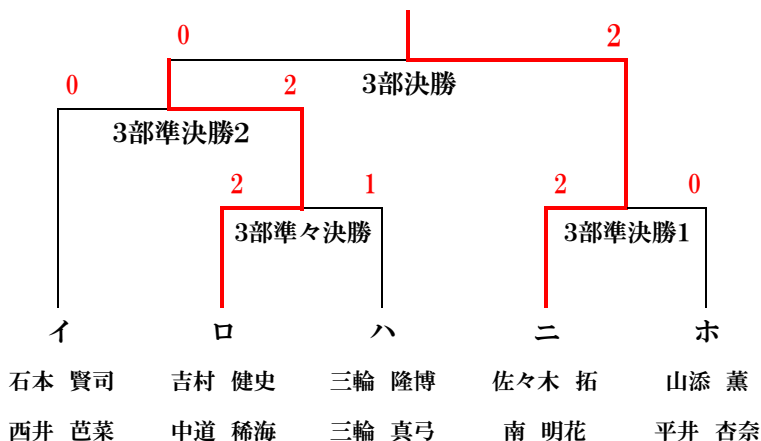 0 2
3部決勝
0 2
3部準決勝2
2 1 2 0
3部準々決勝 3部準決勝1
イ ロ ハ ニ ホ
石本 賢司 吉村 健史 三輪 隆博 佐々木 拓 山添 薫
西井 芭菜 中道 稀海 三輪 真弓 南 明花 平井 杏奈